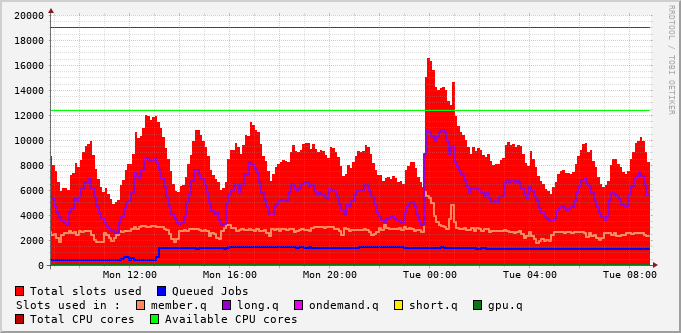 20000
18000
16000
14000
12000
10000
8000
6000
4000
2000
0
Mon 12:00 Mon 16:00 Mon 20:00 Tue 00:00 Tue 04:00 Tue 08:00
RRDTOOL / TOBI OETIKER
Total slots used Queued Jobs
Slots used in : member.q long.q ondemand.q short.q gpu.q
Total CPU cores Available CPU cores